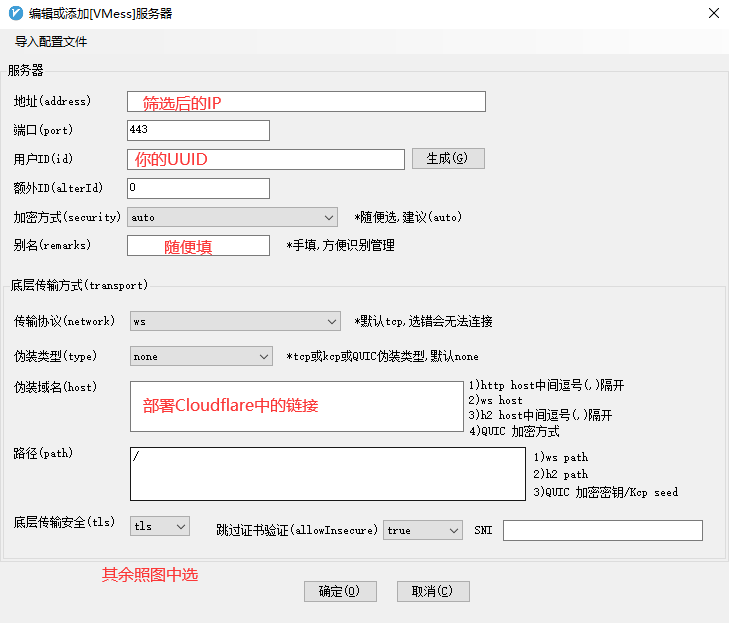 编辑或添加[VMess]服务器
导入配置文件
服务器
地址(address) 筛选后的IP
端口(port) 443
用户ID(id) 你的UUID 生成(G)
额外ID(alterId) 0
加密方式(security) auto *随便选,建议(auto)
别名(remarks) 随便填 *手填,方便识别管理
底层传输方式(transport)
传输协议(network) ws *默认tcp,选错会无法连接
伪装类型(type) none *tcp或kcp或QUIC伪装类型,默认none
伪装域名(host) 部署Cloudflare中的链接
1)http host中间逗号(,)隔开
2)ws host
3)h2 host中间逗号(,)隔开
4)QUIC 加密方式
路径(path) /
1)ws path
2)h2 path
3)QUIC 加密密钥/Kcp seed
底层传输安全(tls) tls 跳过证书验证(allowInsecure) true SNI
其余照图中选
确定(O) 取消(C)